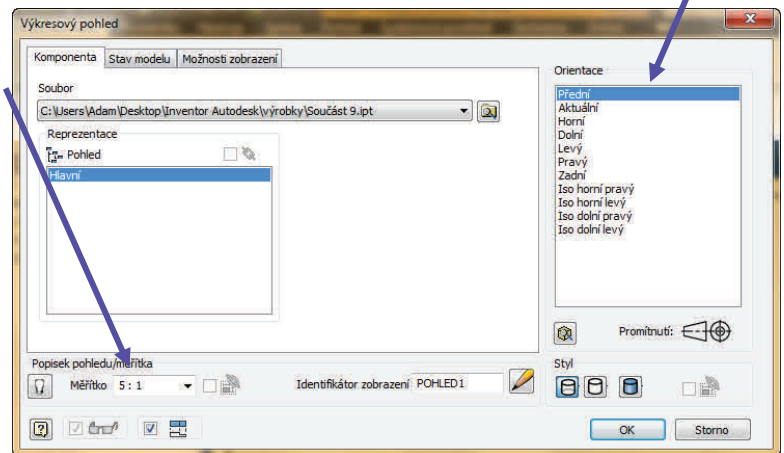 Výkresový pohled
Komponenta Stav modelu Možnosti zobrazení
Soubor
C:\Users\Adam\Desktop\Inventor Autodesk\výrobky\Součást 9.ipt
Reprezentace
Pohled
Hlavní
Orientace
Přední
Aktuální
Horní
Dolní
Levý
Pravý
Zadní
Iso horní pravý
Iso horní levý
Iso dolní pravý
Iso dolní levý
Promítnutí:
Popisek pohledu/měřítka
Měřítko 5 : 1
Identifikátor zobrazení POHLED1
Styl
OK Storno